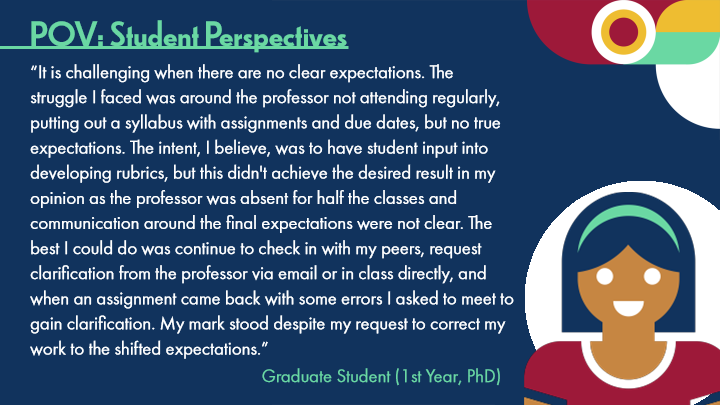 POV: Student Perspectives
“It is challenging when there are no clear expectations. The
struggle I faced was around the professor not attending regularly,
putting out a syllabus with assignments and due dates, but no true
expectations. The intent, I believe, was to have student input into
developing rubrics, but this didn't achieve the desired result in my
opinion as the professor was absent for half the classes and
communication around the final expectations were not clear. The
best I could do was continue to check in with my peers, request
clarification from the professor via email or in class directly, and
when an assignment came back with some errors I asked to meet to
gain clarification. My mark stood despite my request to correct my
work to the shifted expectations.”
Graduate Student (1st Year, PhD)